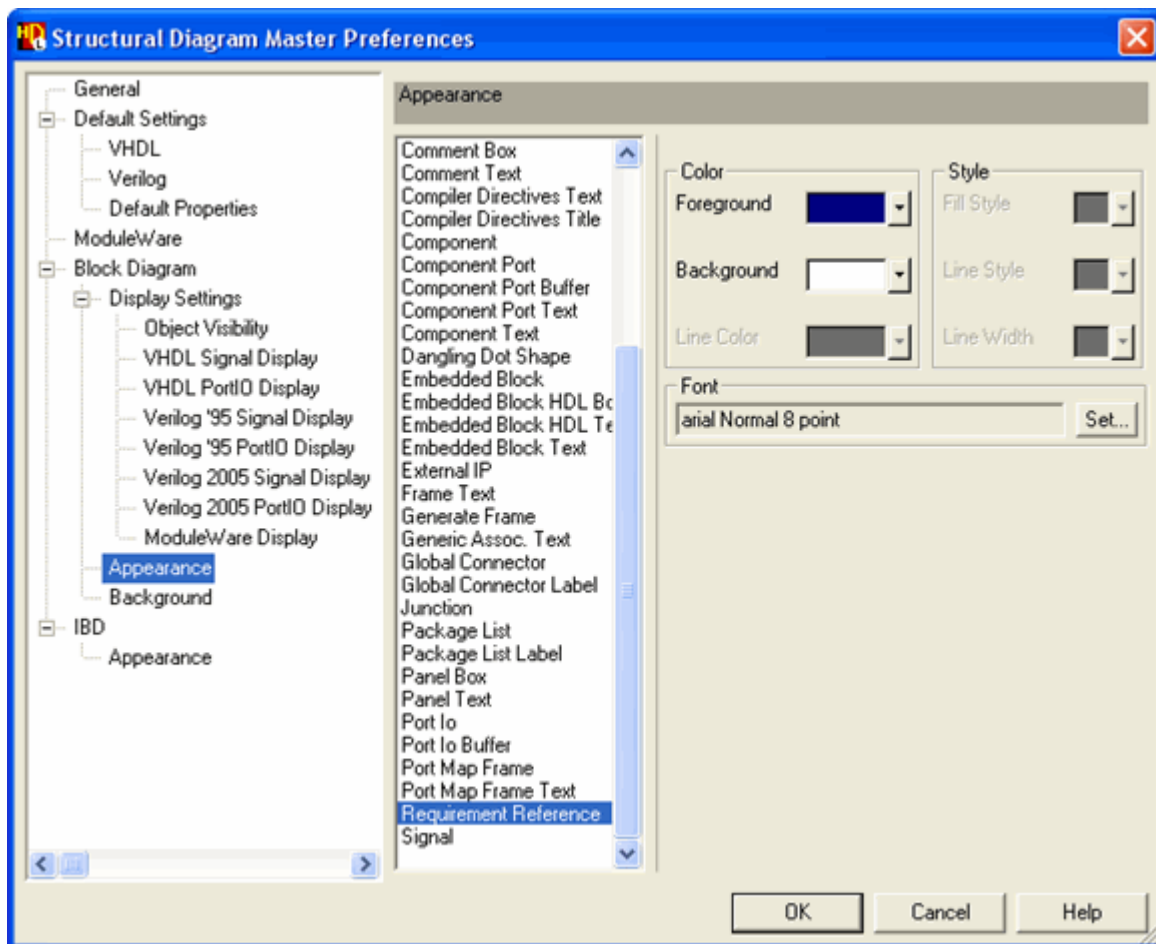 Structural Diagram Master Preferences
General
Default Settings
VHDL
Verilog
Default Properties
ModuleWare
Block Diagram
Display Settings
Object Visibility
VHDL Signal Display
VHDL PortIO Display
Verilog '95 Signal Display
Verilog '95 PortIO Display
Verilog 2005 Signal Display
Verilog 2005 PortIO Display
ModuleWare Display
Appearance
Background
IBD
Appearance
Appearance
Comment Box
Comment Text
Compiler Directives Text
Compiler Directives Title
Component
Component Port
Component Port Buffer
Component Port Text
Component Text
Dangling Dot Shape
Embedded Block
Embedded Block HDL Bo
Embedded Block HDL Te
Embedded Block Text
External IP
Frame Text
Generate Frame
Generic Assoc. Text
Global Connector
Global Connector Label
Junction
Package List
Package List Label
Panel Box
Panel Text
Port Io
Port Io Buffer
Port Map Frame
Port Map Frame Text
Requirement Reference
Signal
Color
Foreground
Background
Line Color
Style
Fill Style
Line Style
Line Width
Font
arial Normal 8 point
Set...
OK
Cancel
Help